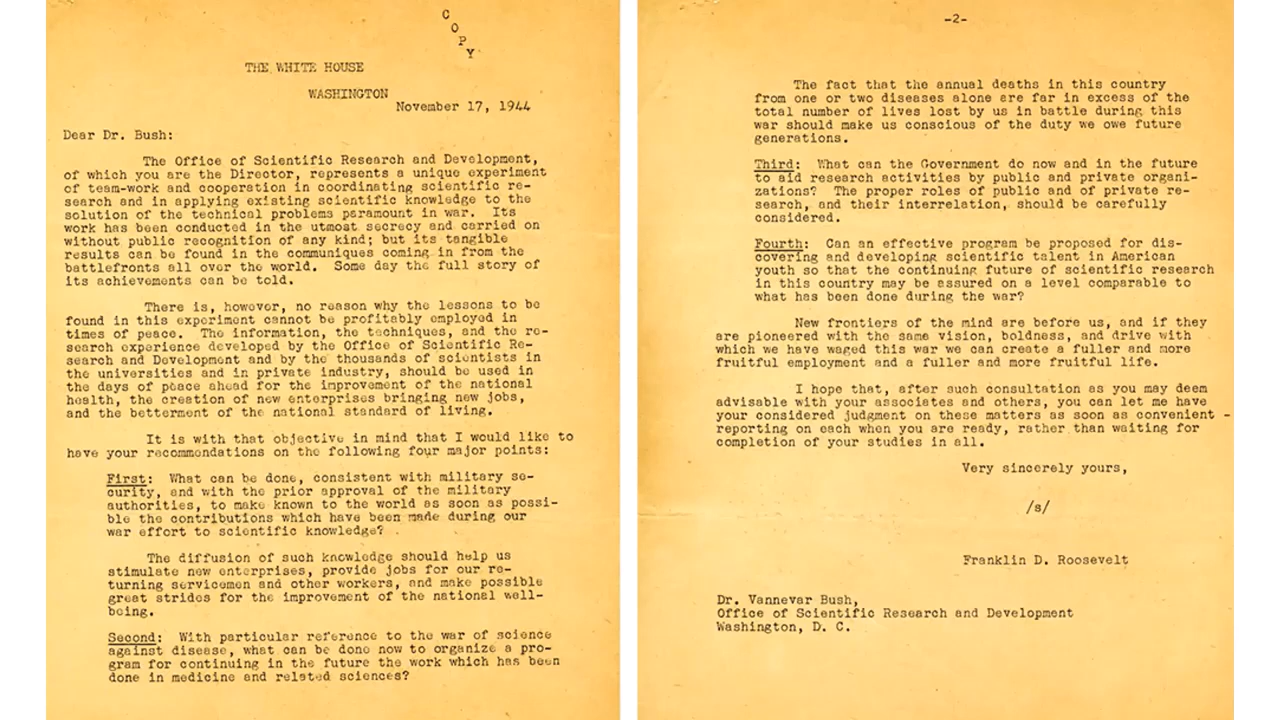 C
O
P
Y
THE WHITE HOUSE
WASHINGTON
November 17, 1944
Dear Dr. Bush:
The Office of Scientific Research and Development,
of which you are the Director, represents a unique experiment
of team-work and cooperation in coordinating scientific re-
search and in applying existing scientific knowledge to the
solution of the technical problems paramount in war. Its
work has been conducted in the utmost secrecy and carried on
without public recognition of any kind; but its tangible
results can be found in the communiques coming in from the
battlefronts all over the world. Some day the full story of
its achievements can be told.
There is, however, no reason why the lessons to be
found in this experiment cannot be profitably employed in
times of peace. The information, the techniques, and the re-
search experience developed by the Office of Scientific Re-
search and Development and by the thousands of scientists in
the universities and in private industry, should be used in
the days of peace ahead for the improvement of the national
health, the creation of new enterprises bringing new jobs,
and the betterment of the national standard of living.
It is with that objective in mind that I would like to
have your recommendations on the following four major points:
First: What can be done, consistent with military se-
curity, and with the prior approval of the military
authorities, to make known to the world as soon as possi-
ble the contributions which have been made during our
war effort to scientific knowledge?
The diffusion of such knowledge should help us
stimulate new enterprises, provide jobs for our re-
turning servicemen and other workers, and make possible
great strides for the improvement of the national well-
being.
Second: With particular reference to the war of science
against disease, what can be done now to organize a pro-
gram for continuing in the future the work which has been
done in medicine and related sciences?
-2-
The fact that the annual deaths in this country
from one or two diseases alone are far in excess of the
total number of lives lost by us in battle during this
war should make us conscious of the duty we owe future
generations.
Third: What can the Government do now and in the future
to aid research activities by public and private organi-
zations? The proper roles of public and of private re-
search, and their interrelation, should be carefully
considered.
Fourth: Can an effective program be proposed for dis-
covering and developing scientific talent in American
youth so that the continuing future of scientific research
in this country may be assured on a level comparable to
what has been done during the war?
New frontiers of the mind are before us, and if they
are pioneered with the same vision, boldness, and drive with
which we have waged this war we can create a fuller and more
fruitful employment and a fuller and more fruitful life.
I hope that, after such consultation as you may deem
advisable with your associates and others, you can let me have
your considered judgment on these matters as soon as convenient -
reporting on each when you are ready, rather than waiting for
completion of your studies in all.
Very sincerely yours,
/s/
Franklin D. Roosevelt
Dr. Vannevar Bush,
Office of Scientific Research and Development
Washington, D. C.